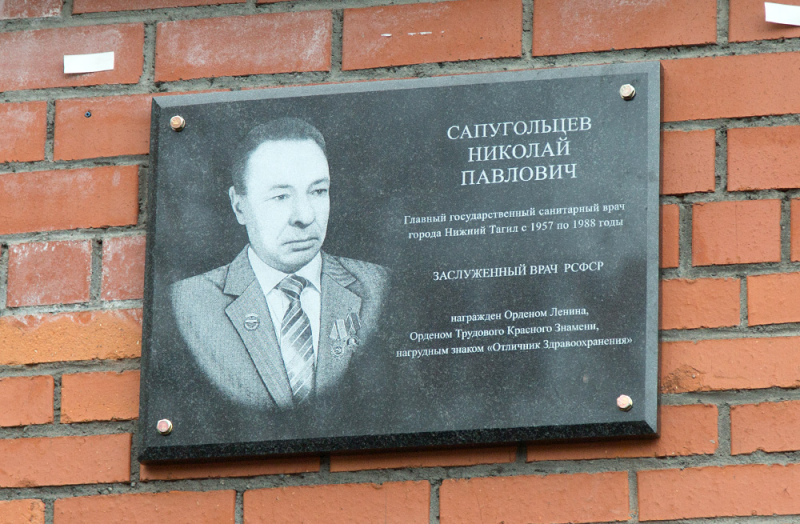 САПУГОЛЬЦЕВ
НИКОЛАЙ
ПАВЛОВИЧ
Главный государственный санитарный врач
города Нижний Тагил с 1957 по 1988 годы
ЗАСЛУЖЕННЫЙ ВРАЧ РСФСР
награжден Орденом Ленина,
Орденом Трудового Красного Знамени,
нагрудным знаком «Отличник Здравоохранения»